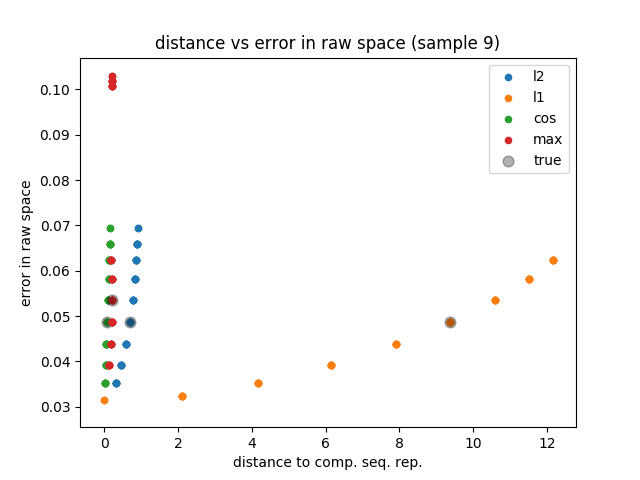 distance vs error in raw space (sample 9)
error in raw space
0.10
0.09
0.08
0.07
0.06
0.05
0.04
0.03
l2
l1
cos
max
true
0 2 4 6 8 10 12
distance to comp. seq. rep.